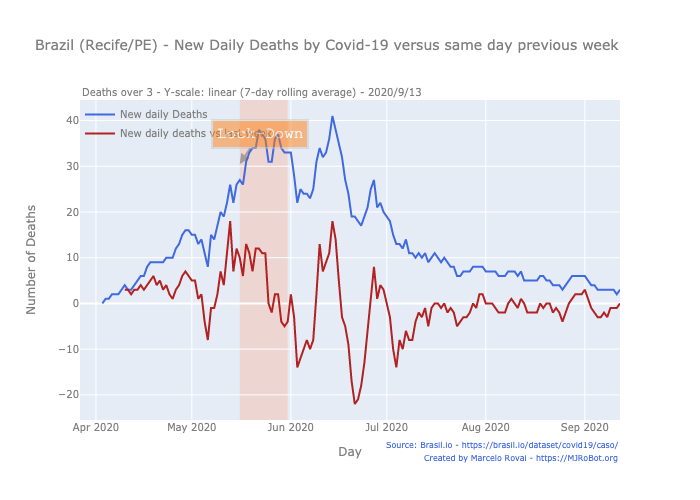 Brazil (Recife/PE) - New Daily Deaths by Covid-19 versus same day previous week
Deaths over 3 - Y-scale: linear (7-day rolling average) - 2020/9/13
New daily Deaths
New daily deaths vs
Down
Number of Deaths
40
30
20
10
0
−10
−20
Apr 2020
May 2020
Jun 2020
Jul 2020
Aug 2020
Sep 2020
Day
Source: Brasil.io - https://brasil.io/dataset/covid19/caso/
Created by Marcelo Rovai - https://MJRoBot.org